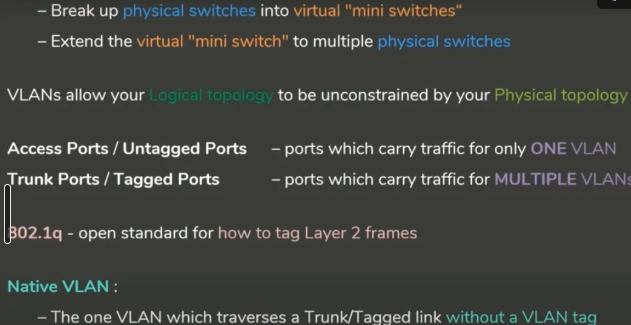 – Break up physical switches into virtual "mini switches“
– Extend the virtual "mini switch" to multiple physical switches
VLANs allow your Logical topology to be unconstrained by your Physical topology
Access Ports / Untagged Ports – ports which carry traffic for only ONE VLAN
Trunk Ports / Tagged Ports – ports which carry traffic for MULTIPLE VLANs
802.1q - open standard for how to tag Layer 2 frames
Native VLAN :
– The one VLAN which traverses a Trunk/Tagged link without a VLAN tag